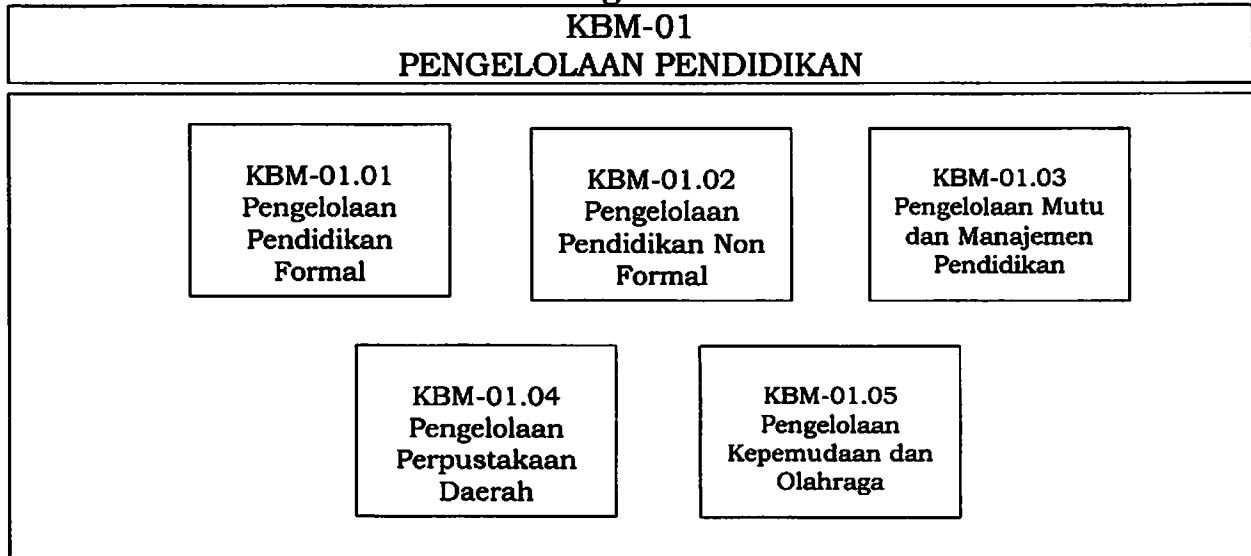 KBM-01
PENGELOLAAN PENDIDIKAN
KBM-01.01
Pengelolaan
Pendidikan
Formal
KBM-01.02
Pengelolaan
Pendidikan Non
Formal
KBM-01.03
Pengelolaan Mutu
dan Manajemen
Pendidikan
KBM-01.04
Pengelolaan
Perpustakaan
Daerah
KBM-01.05
Pengelolaan
Kepemudaan dan
Olahraga